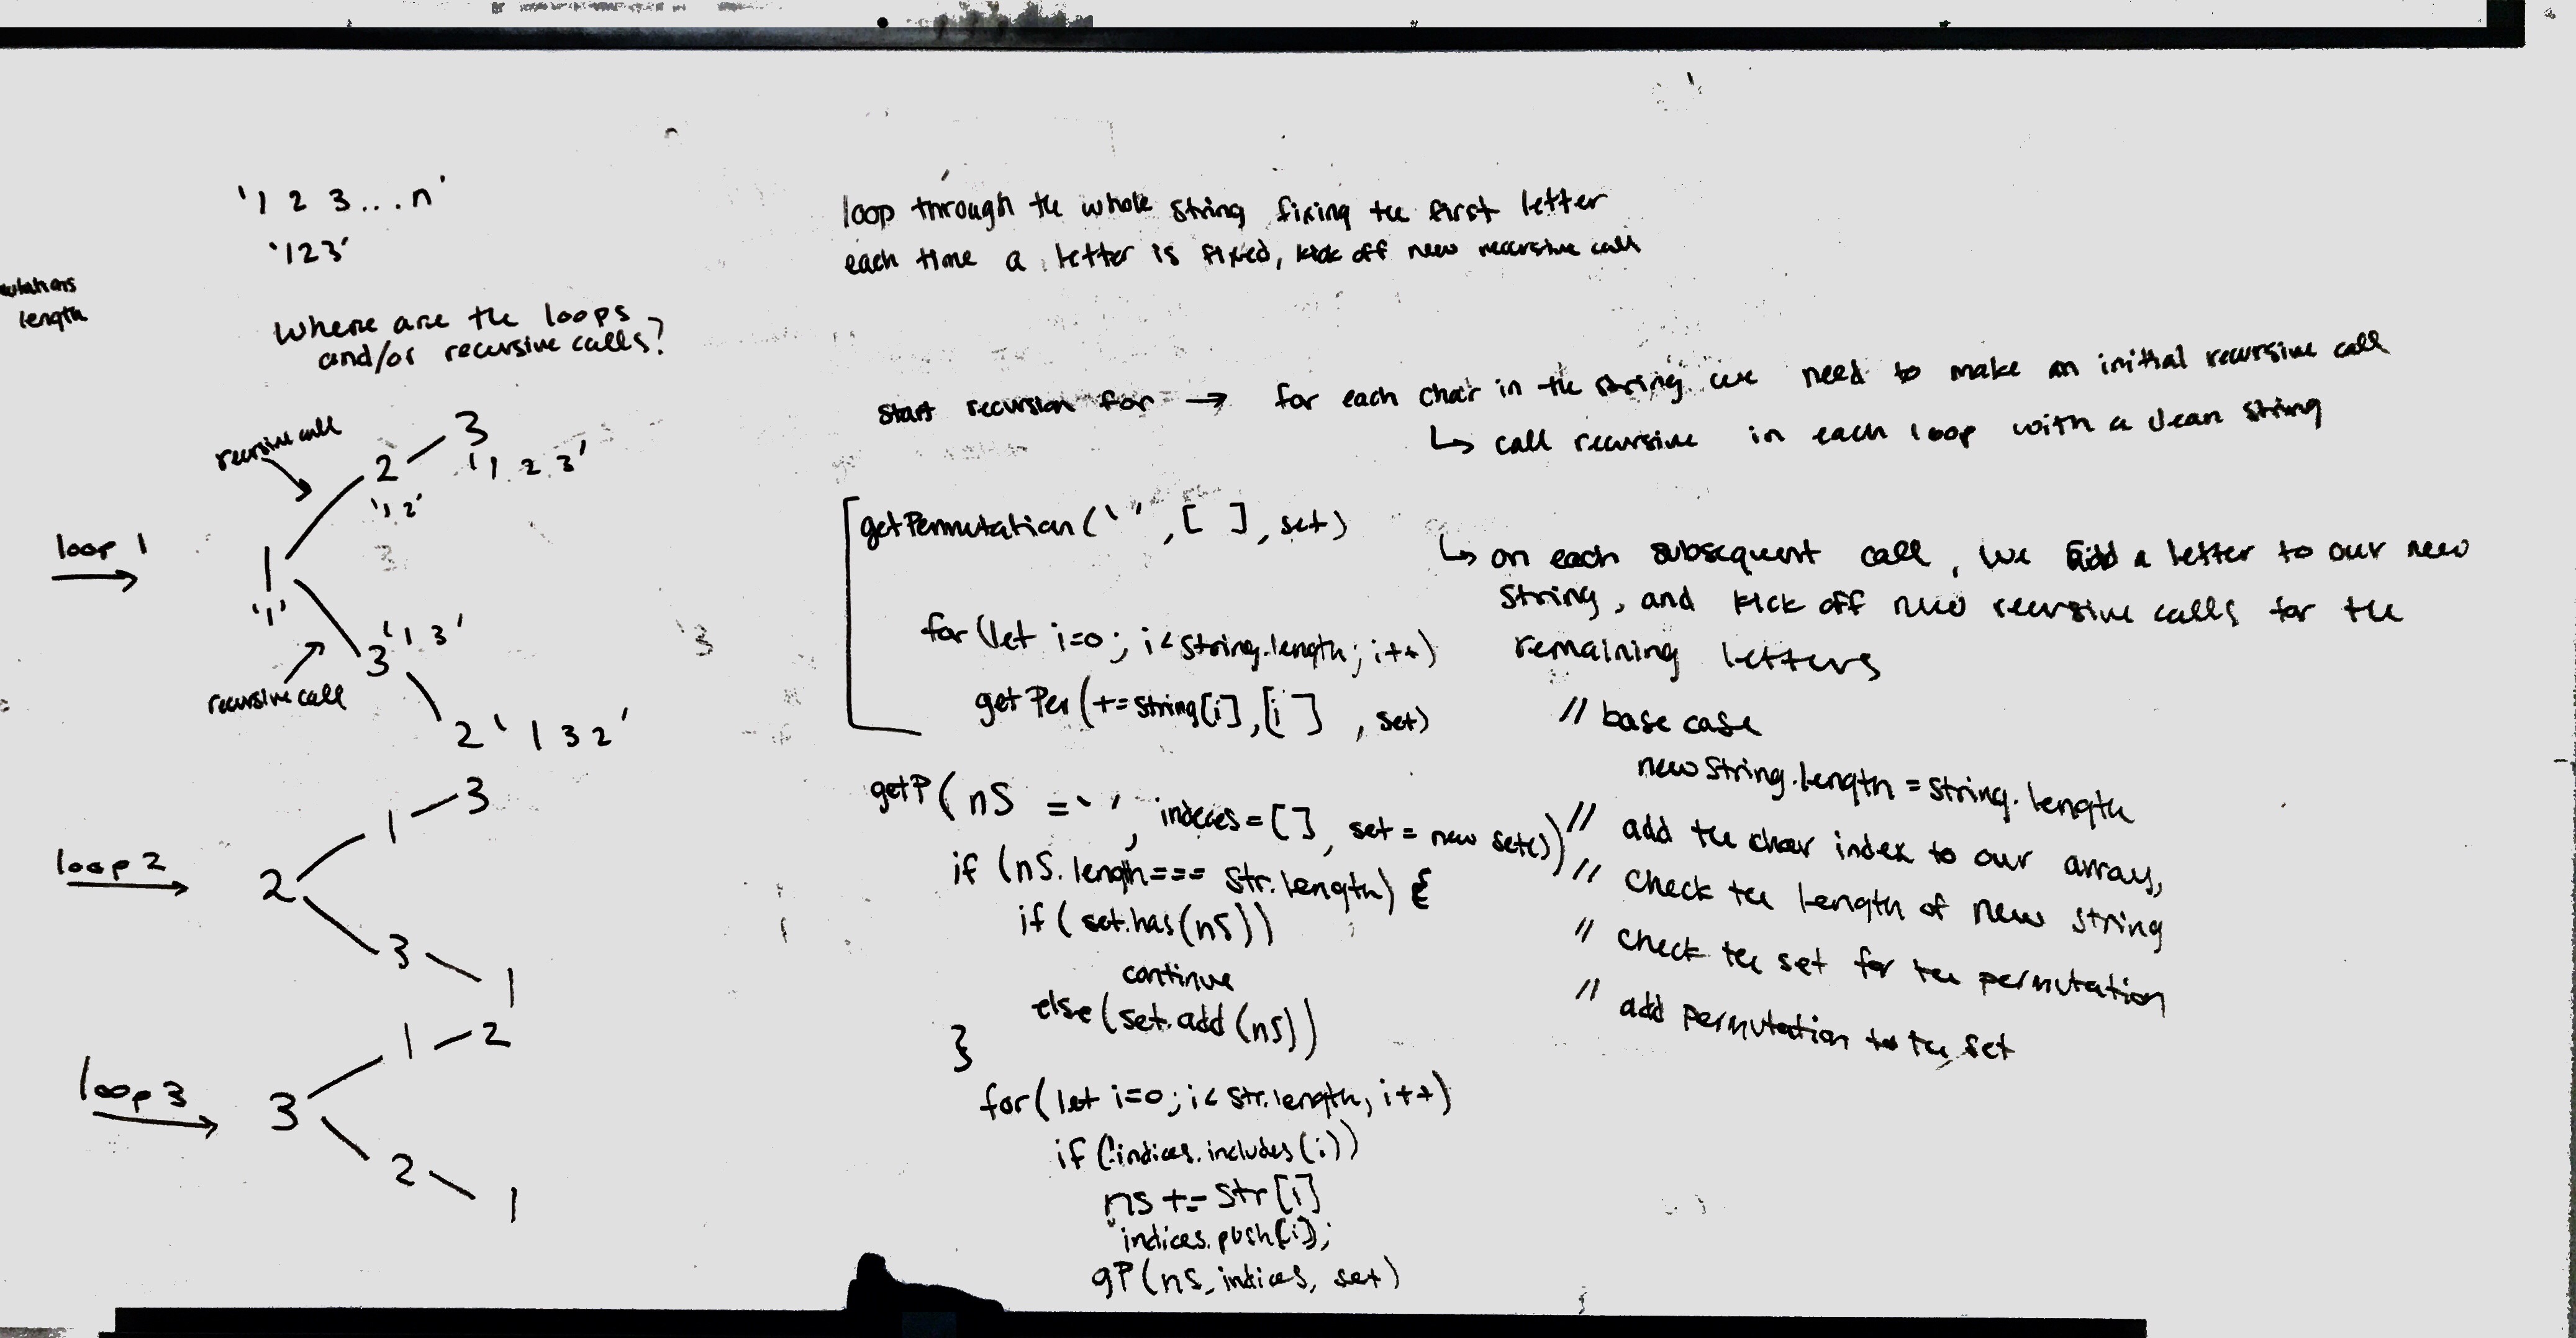 '1 2 3 ... n'
'123'
length
Where are the loops
and/or recursive calls?
recursive call
2 3
'1 2 3'
'12'
loop 1
1
'1'
'1 3'
3
recursive call
2 '1 3 2'
1 3
loop 2
2
3
1
1 2
loop 3
3
2
1
loop through the whole string fixing the first letter
each time a letter is fixed, kick off new recursive call
start recursion for → for each char in the string we need to make an initial recursive call
↳ call recursive in each loop with a clean string
getPermutation(' ', [ ], set)
for (let i=0; i<string.length; i++)
getPer(+=string[i], [i ], set)
↳ on each subsequent call, we add a letter to our new
string, and kick off new recursive calls for the
remaining letters
// base case
newString.length = string.length
// add the char index to our array,
// check the length of new string
// check the set for the permutation
// add permutation to the set
getP( nS = ' ', indeces = [ ], set = new set())
if (nS.length === str.length) {
if (set.has(nS))
continue
else (set.add(nS))
}
for(let i=0; i< str.length; i++)
if (!indices.includes(i))
ns += str[i]
indices.push(i);
gP(ns, indices, set)